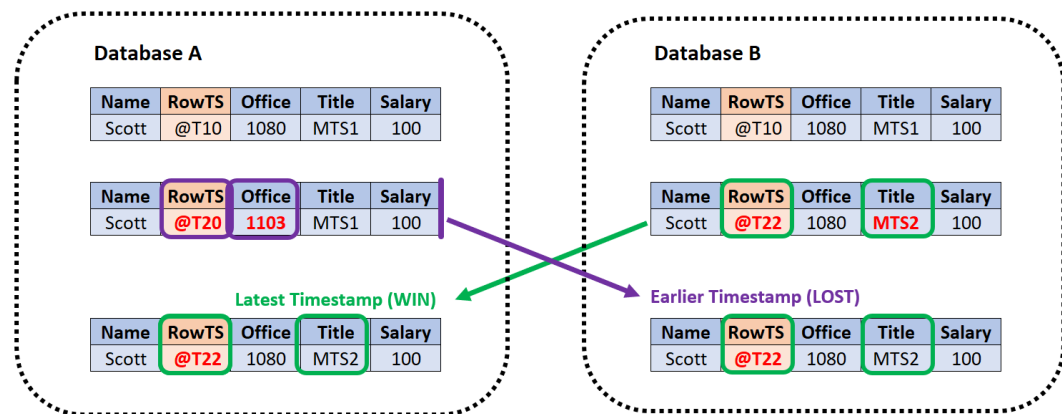 Database A
Name RowTS Office Title Salary
Scott @T10 1080 MTS1 100
Name RowTS Office Title Salary
Scott @T20 1103 MTS1 100
Latest Timestamp (WIN)
Name RowTS Office Title Salary
Scott @T22 1080 MTS2 100
Database B
Name RowTS Office Title Salary
Scott @T10 1080 MTS1 100
Name RowTS Office Title Salary
Scott @T22 1080 MTS2 100
Earlier Timestamp (LOST)
Name RowTS Office Title Salary
Scott @T22 1080 MTS2 100